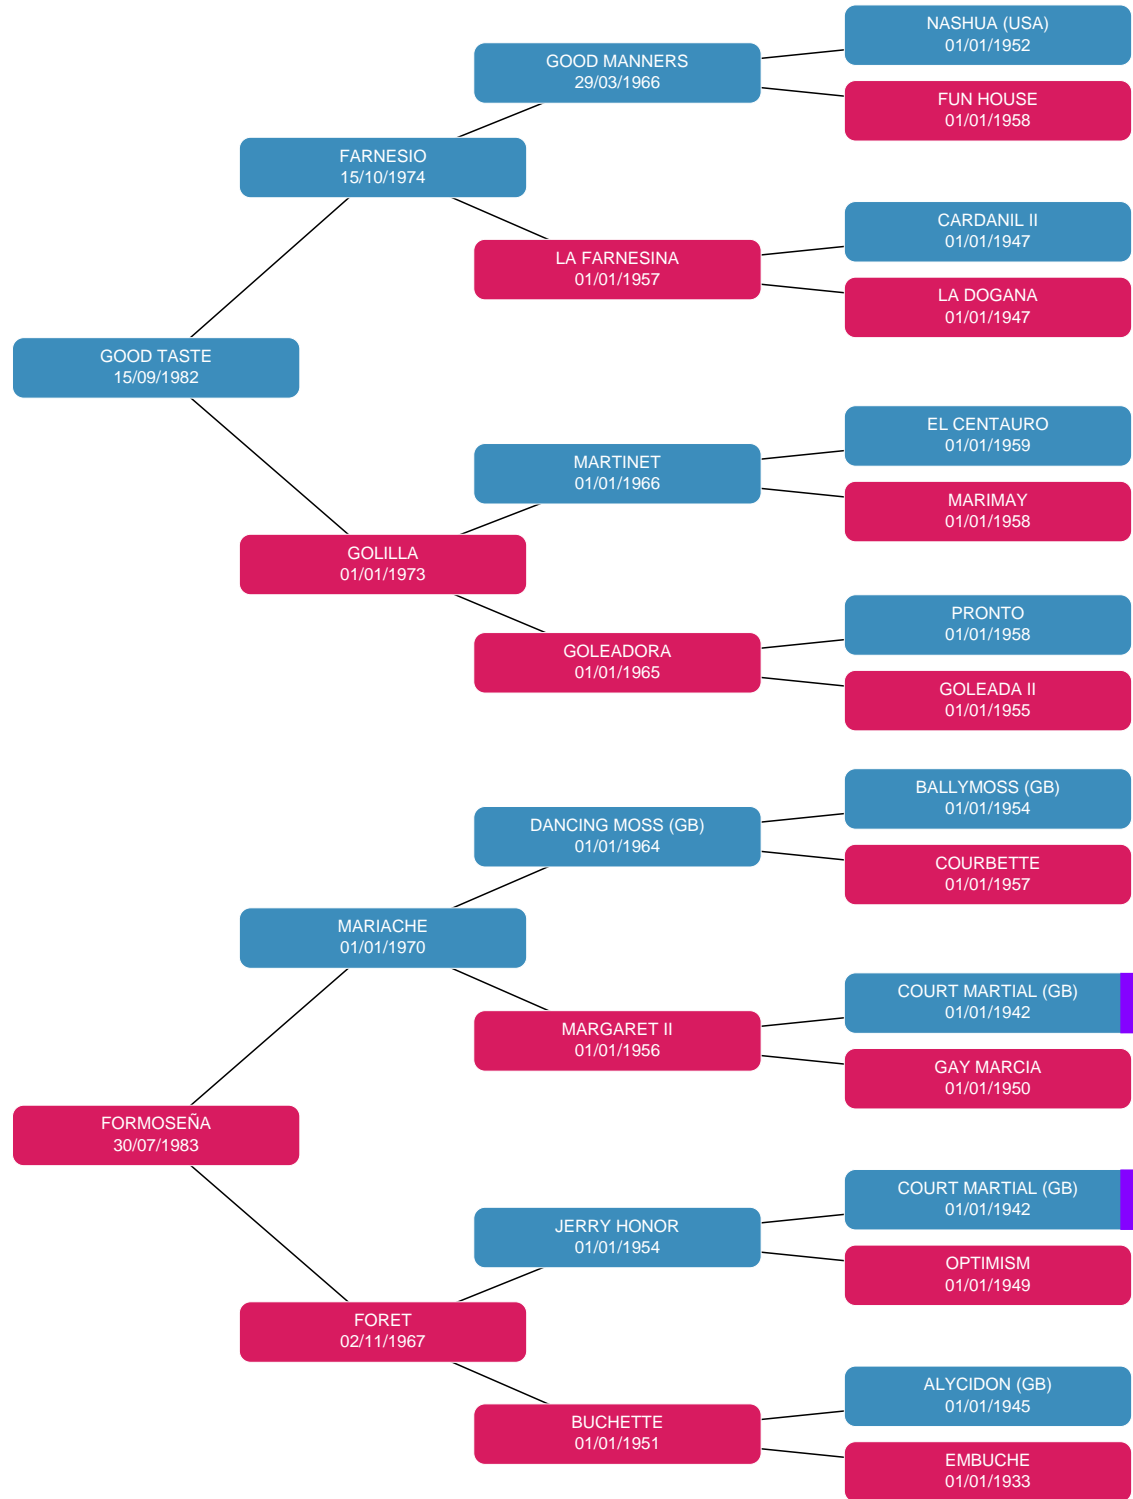 NASHUA (USA)
01/01/1952
GOOD MANNERS
29/03/1966
FUN HOUSE
01/01/1958
FARNESIO
15/10/1974
CARDANIL II
01/01/1947
LA FARNESINA
01/01/1957
LA DOGANA
01/01/1947
GOOD TASTE
15/09/1982
EL CENTAURO
01/01/1959
MARTINET
01/01/1966
MARIMAY
01/01/1958
GOLILLA
01/01/1973
PRONTO
01/01/1958
GOLEADORA
01/01/1965
GOLEADA II
01/01/1955
BALLYMOSS (GB)
01/01/1954
DANCING MOSS (GB)
01/01/1964
COURBETTE
01/01/1957
MARIACHE
01/01/1970
COURT MARTIAL (GB)
01/01/1942
MARGARET II
01/01/1956
GAY MARCIA
01/01/1950
FORMOSEÑA
30/07/1983
COURT MARTIAL (GB)
01/01/1942
JERRY HONOR
01/01/1954
OPTIMISM
01/01/1949
FORET
02/11/1967
ALYCIDON (GB)
01/01/1945
BUCHETTE
01/01/1951
EMBUCHE
01/01/1933